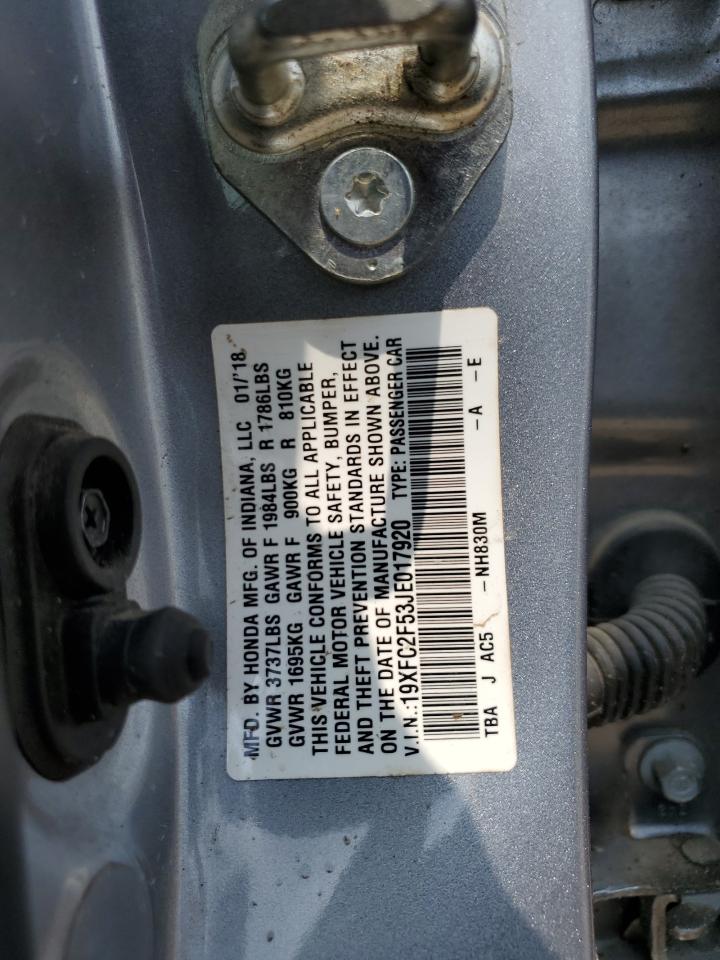 MFD. BY HONDA MFG. OF INDIANA, LLC 01/'18
GVWR 3737LBS GAWR F 1984LBS R 1786LBS
GVWR 1695KG GAWR F 900KG R 810KG
THIS VEHICLE CONFORMS TO ALL APPLICABLE
FEDERAL MOTOR VEHICLE SAFETY, BUMPER,
AND THEFT PREVENTION STANDARDS IN EFFECT
ON THE DATE OF MANUFACTURE SHOWN ABOVE.
V.I.N.:19XFC2F53JE017920 TYPE: PASSENGER CAR
TBA J AC5 -NH830M -A -E